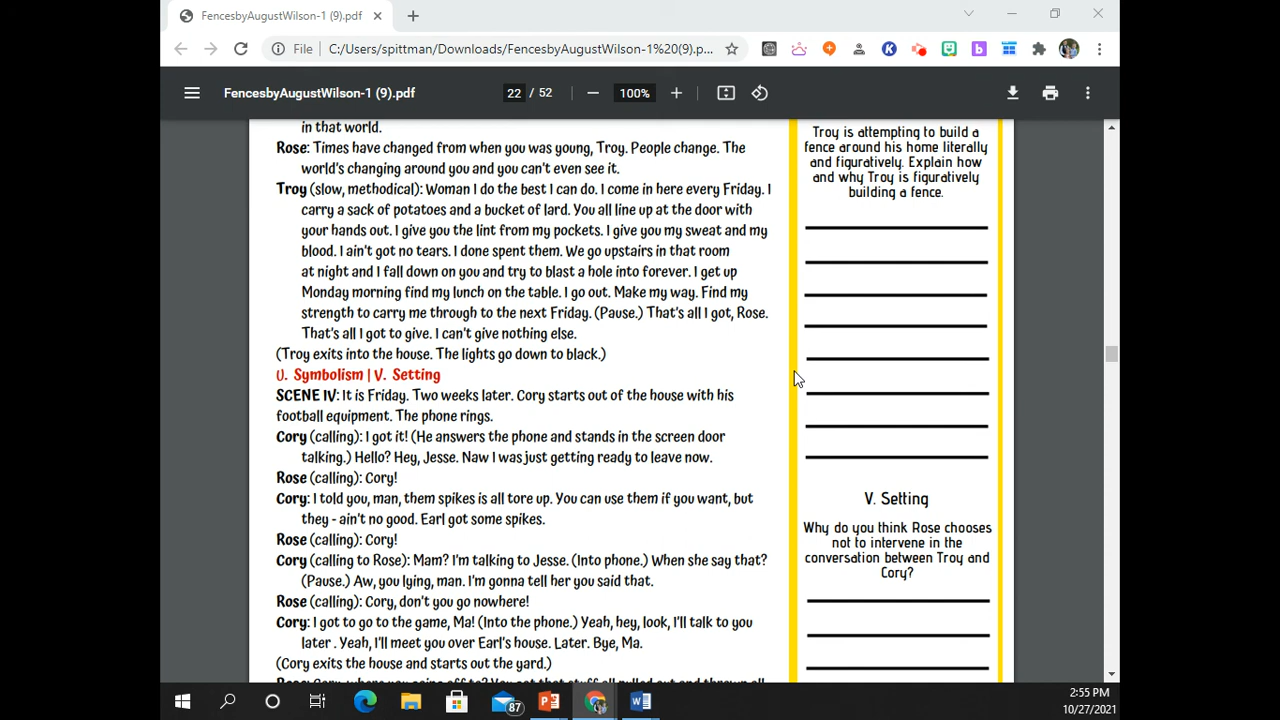 FencesbyAugustWilson-1 (9).pdf
File
C:/Users/spittman/Downloads/FencesbyAugustWilson-1%20(9).p...
FencesbyAugustWilson-1 (9).pdf
22 / 52
100%
in that world.
Rose: Times have changed from when you was young, Troy. People change. The
world's changing around you and you can't even see it.
Troy (slow, methodical): Woman I do the best I can do. I come in here every Friday. I
carry a sack of potatoes and a bucket of lard. You all line up at the door with
your hands out. I give you the lint from my pockets. I give you my sweat and my
blood. I ain't got no tears. I done spent them. We go upstairs in that room
at night and I fall down on you and try to blast a hole into forever. I get up
Monday morning find my lunch on the table. I go out. Make my way. Find my
strength to carry me through to the next Friday. (Pause.) That's all I got, Rose.
That's all I got to give. I can't give nothing else.
(Troy exits into the house. The lights go down to black.)
U. Symbolism | V. Setting
SCENE IV: It is Friday. Two weeks later. Cory starts out of the house with his
football equipment. The phone rings.
Cory (calling): I got it! (He answers the phone and stands in the screen door
talking.) Hello? Hey, Jesse. Naw I was just getting ready to leave now.
Rose (calling): Cory!
Cory: I told you, man, them spikes is all tore up. You can use them if you want, but
they - ain't no good. Earl got some spikes.
Rose (calling): Cory!
Cory (calling to Rose): Mam? I'm talking to Jesse. (Into phone.) When she say that?
(Pause.) Aw, you lying, man. I'm gonna tell her you said that.
Rose (calling): Cory, don't you go nowhere!
Cory: I got to go to the game, Ma! (Into the phone.) Yeah, hey, look, I'll talk to you
later . Yeah, I'll meet you over Earl's house. Later. Bye, Ma.
(Cory exits the house and starts out the yard.)
Rose: Cory, where you going off to? You got that stuff all pulled out and thrown all
Troy is attempting to build a
fence around his home literally
and figuratively. Explain how
and why Troy is figuratively
building a fence.
V. Setting
Why do you think Rose chooses
not to intervene in the
conversation between Troy and
Cory?
87
2:55 PM
10/27/2021